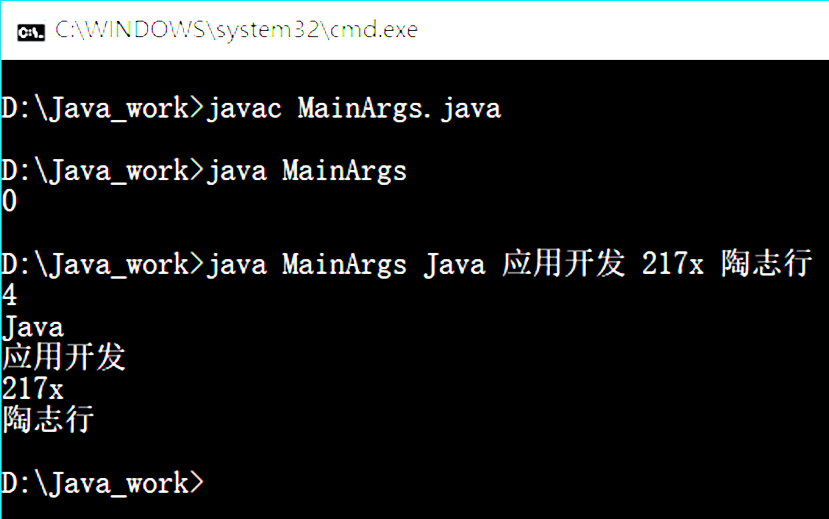 C:\WINDOWS\system32\cmd.exe
D:\Java_work>javac MainArgs.java
D:\Java_work>java MainArgs
0
D:\Java_work>java MainArgs Java 应用开发 217x 陶志行
4
Java
应用开发
217x
陶志行
D:\Java_work>